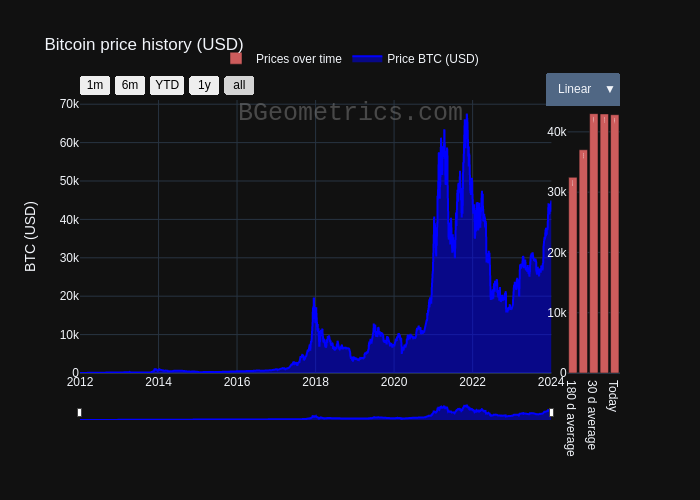 Bitcoin price history (USD)
Prices over time
Price BTC (USD)
1m 6m YTD 1y all
Linear ▼
BGeometrics.com
BTC (USD)
70k
60k
50k
40k
30k
20k
10k
0
2012 2014 2016 2018 2020 2022 2024
40k
30k
20k
10k
0
180 d average
30 d average
Today